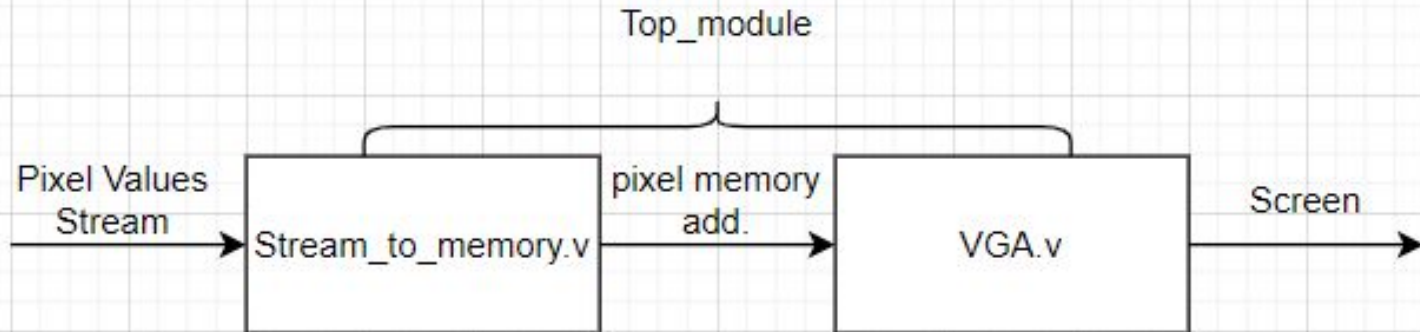 Top_module
Pixel Values
Stream
Stream_to_memory.v
pixel memory
add.
VGA.v
Screen